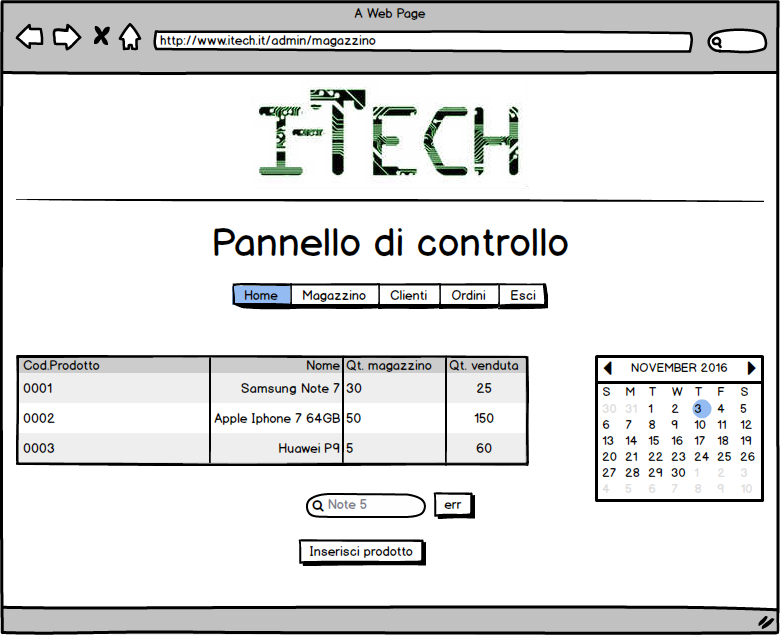 A Web Page
http://www.itech.it/admin/magazzino
I-TECH
Pannello di controllo
Home Magazzino Clienti Ordini Esci
Cod.Prodotto Nome Qt. magazzino Qt. venduta
0001 Samsung Note 7 30 25
0002 Apple Iphone 7 64GB 50 150
0003 Huawei P9 5 60
NOVEMBER 2016
S M T W T F S
30 31 1 2 3 4 5
6 7 8 9 10 11 12
13 14 15 16 17 18 19
20 21 22 23 24 25 26
27 28 29 30 1 2 3
4 5 6 7 8 9 10
Note 5 err
Inserisci prodotto